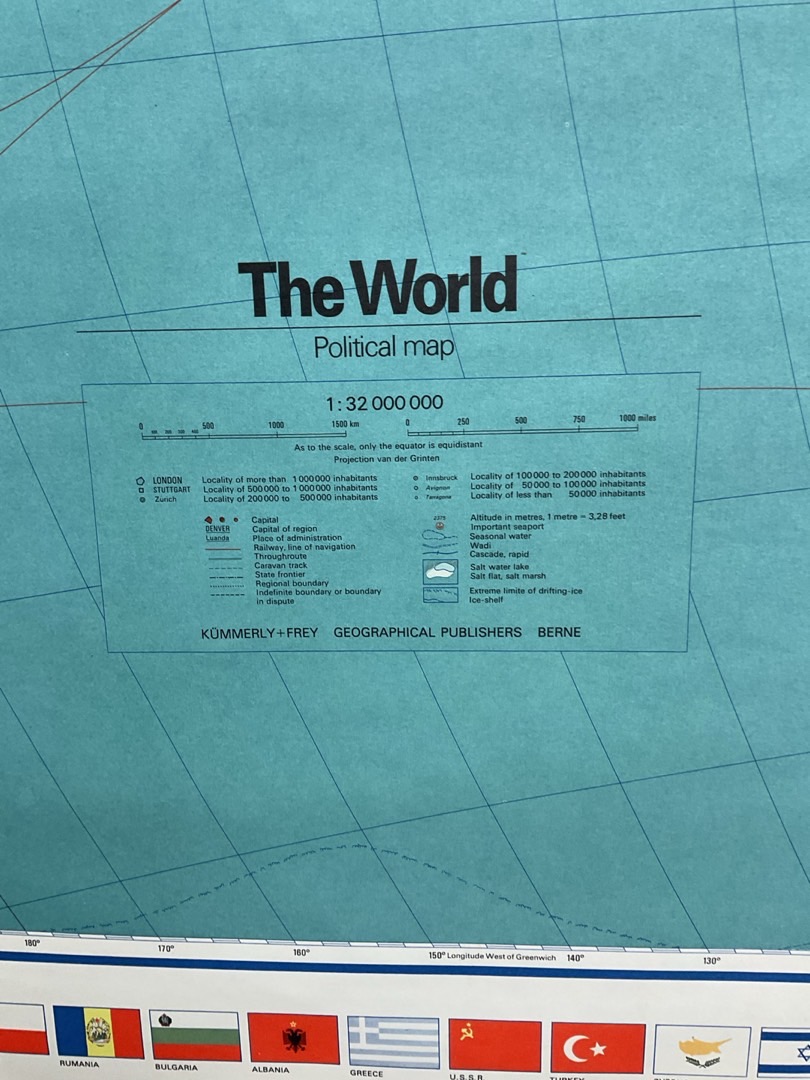 The World
Political map
1:32 000 000
0 500 1000 1500 km 0 250 500 750 1000 miles
As to the scale, only the equator is equidistant
Projection van der Grinten
LONDON Locality of more than 1 000 000 inhabitants Innsbruck Locality of 100 000 to 200 000 inhabitants
STUTTGART Locality of 500 000 to 1 000 000 inhabitants Avignon Locality of 50 000 to 100 000 inhabitants
Zürich Locality of 200 000 to 500 000 inhabitants Locality of less than 50 000 inhabitants
Capital Altitude in metres, 1 metre = 3,28 feet
DENVER Capital of region Important seaport
Luanda Place of administration Seasonal water
Railway, line of navigation Wadi
Throughroute Cascade, rapid
Caravan track Salt water lake
State frontier Salt flat, salt marsh
Regional boundary
Indefinite boundary or boundary Extreme limite of drifting-ice
in dispute Ice-shelf
KÜMMERLY+FREY GEOGRAPHICAL PUBLISHERS BERNE
180° 170° 160° 150° Longitude West of Greenwich 140° 130°
RUMANIA BULGARIA ALBANIA GREECE U.S.S.R. TURKEY